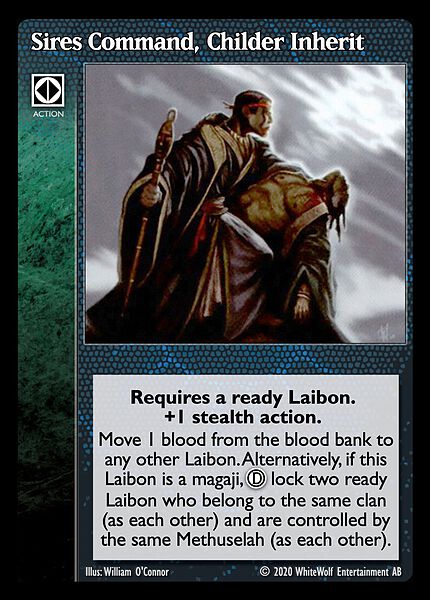 Sires Command, Childer Inherit
ACTION
Requires a ready Laibon.
+1 stealth action.
Move 1 blood from the blood bank to
any other Laibon. Alternatively, if this
Laibon is a magaji, Ⓓ lock two ready
Laibon who belong to the same clan
(as each other) and are controlled by
the same Methuselah (as each other).
Illus: William O'Connor
© 2020 WhiteWolf Entertainment AB